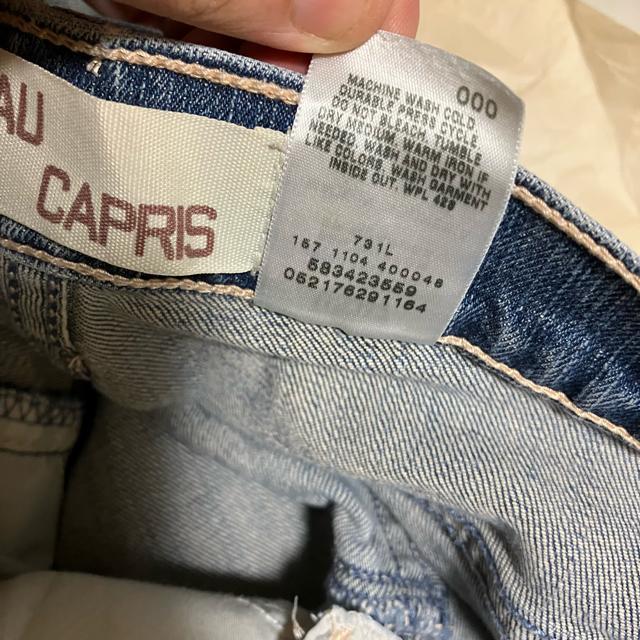 AU
CAPRIS
000
MACHINE WASH COLD.
DURABLE PRESS CYCLE.
DO NOT BLEACH, TUMBLE
DRY MEDIUM, WARM IRON IF
NEEDED. WASH AND DRY WITH
LIKE COLORS. WASH GARMENT
INSIDE OUT. WPL 423
731L
157 1104 400046
583423559
052176291164